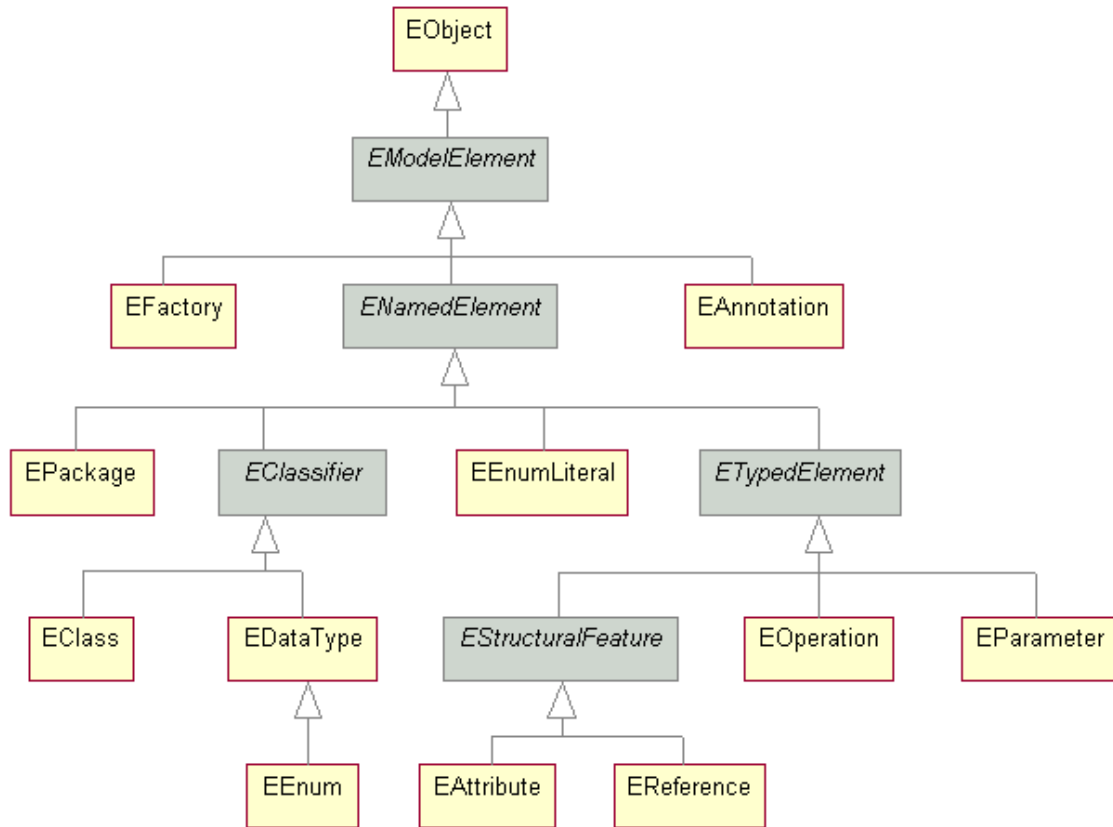 EObject
EModelElement
EFactory
ENamedElement
EAnnotation
EPackage
EClassifier
EEnumLiteral
ETypedElement
EClass
EDataType
EStructuralFeature
EOperation
EParameter
EEnum
EAttribute
EReference